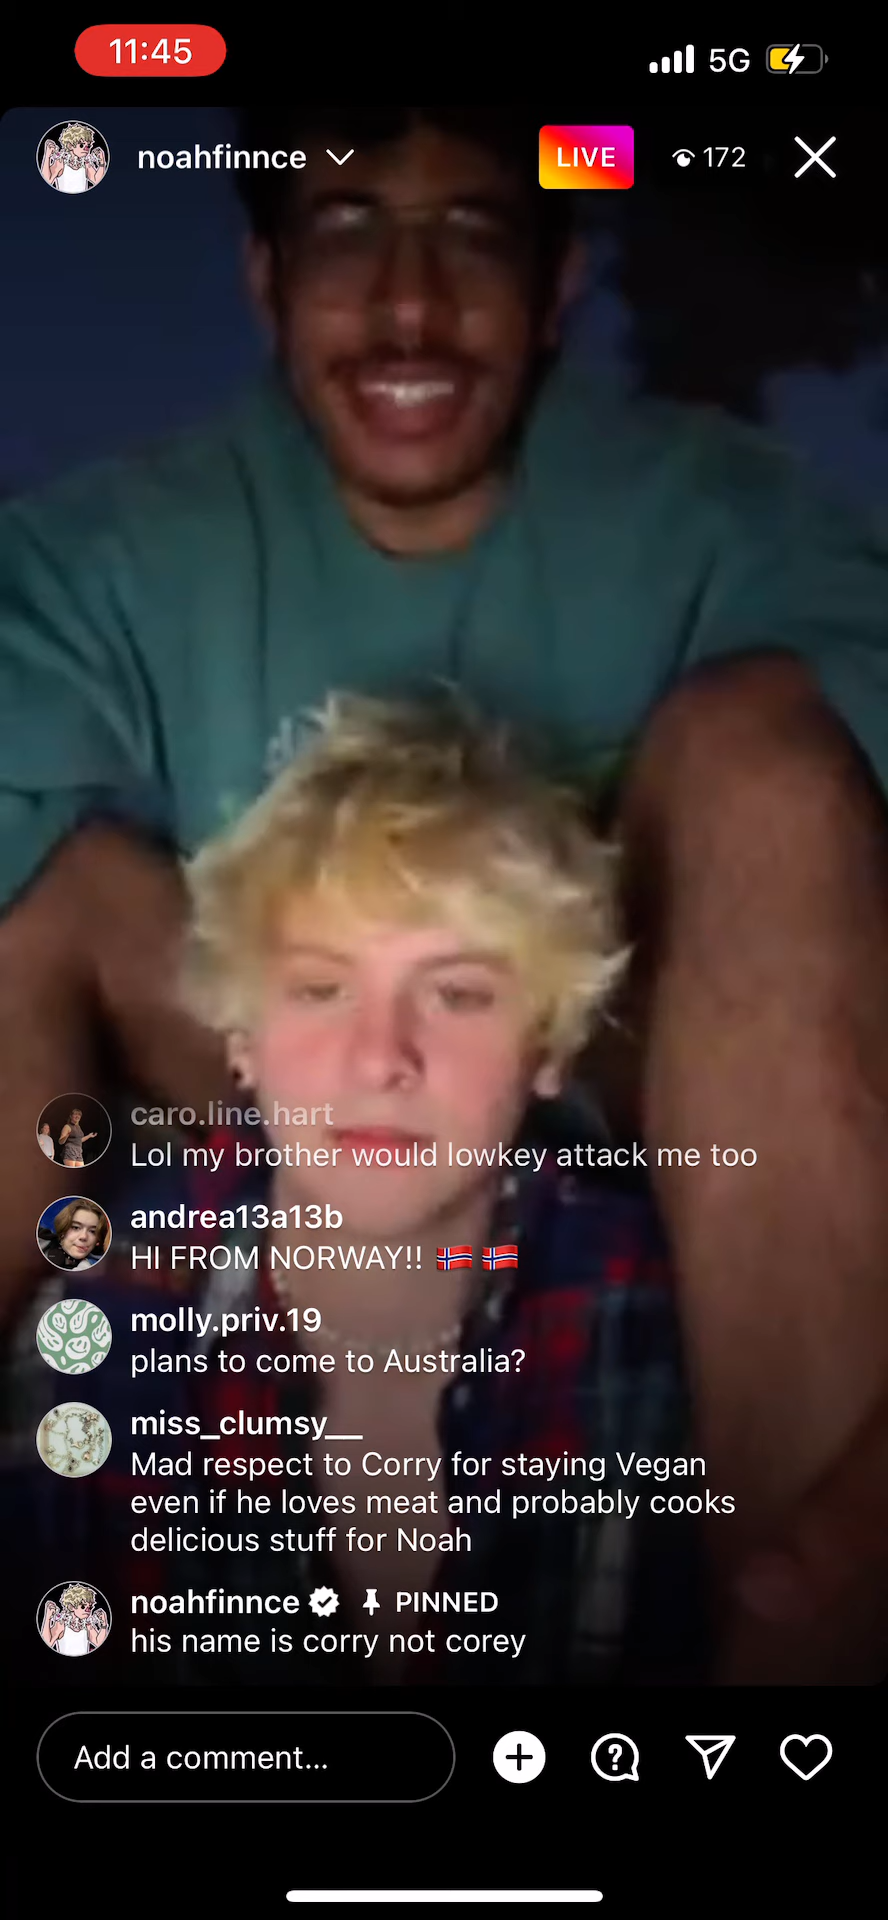 11:45
5G
noahfinnce
LIVE
172
caro.line.hart
Lol my brother would lowkey attack me too
andrea13a13b
HI FROM NORWAY!! 🇳🇴 🇳🇴
molly.priv.19
plans to come to Australia?
miss_clumsy__
Mad respect to Corry for staying Vegan
even if he loves meat and probably cooks
delicious stuff for Noah
noahfinnce PINNED
his name is corry not corey
Add a comment...